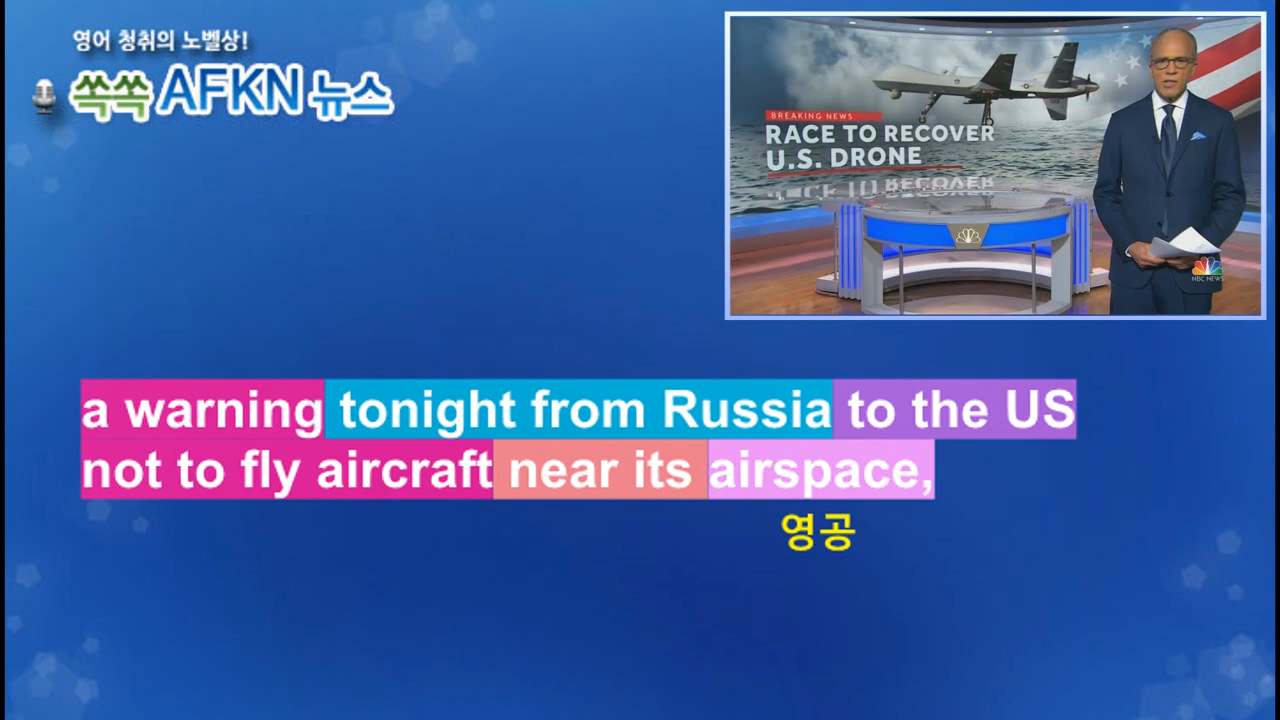 영어 청취의 노벨상!
쏙쏙 AFKN 뉴스
BREAKING NEWS
RACE TO RECOVER
U.S. DRONE
NBC NEWS
a warning tonight from Russia to the US
not to fly aircraft near its airspace,
영공